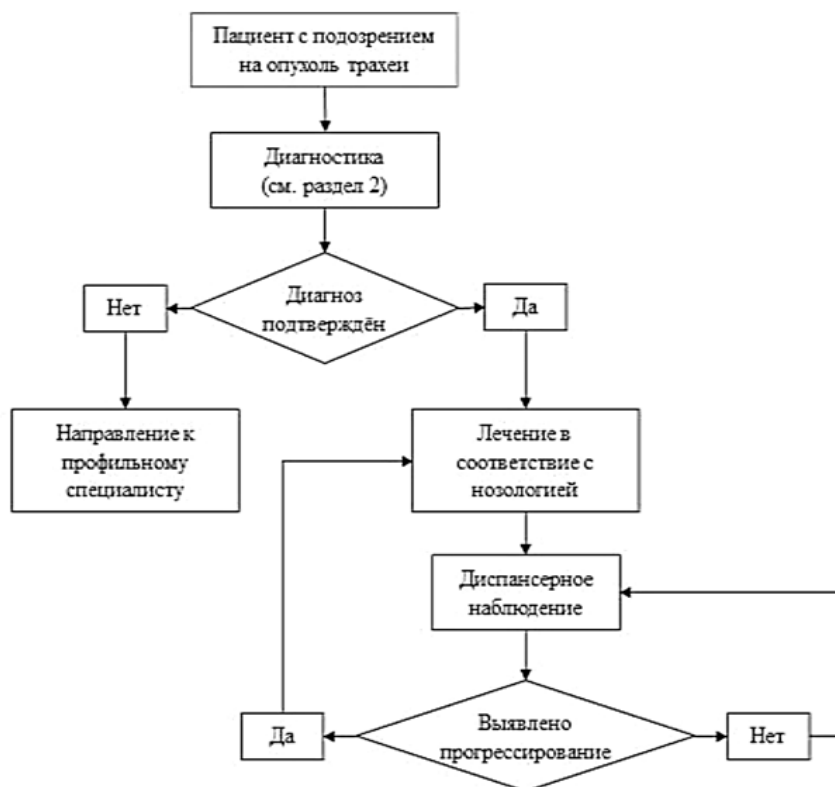 Пациент с подозрением
на опухоль трахеи
Диагностика
(см. раздел 2)
Нет
Диагноз
подтверждён
Да
Направление к
профильному
специалисту
Лечение в
соответствие с
нозологией
Диспансерное
наблюдение
Да
Выявлено
прогрессирование
Нет